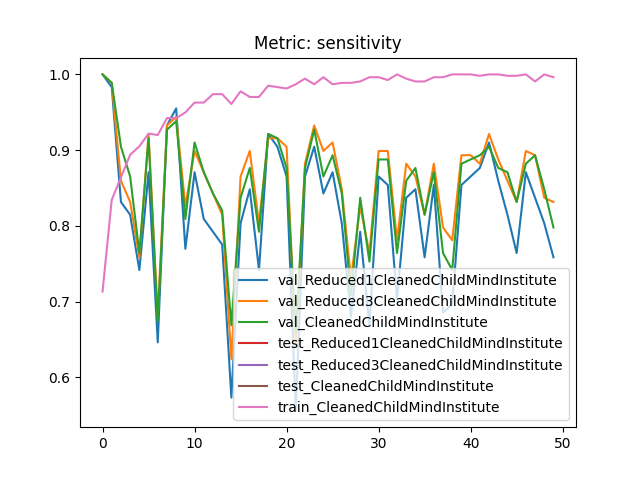 Metric: sensitivity
1.0
0.9
0.8
0.7
0.6
val_Reduced1CleanedChildMindInstitute
val_Reduced3CleanedChildMindInstitute
val_CleanedChildMindInstitute
test_Reduced1CleanedChildMindInstitute
test_Reduced3CleanedChildMindInstitute
test_CleanedChildMindInstitute
train_CleanedChildMindInstitute
0 10 20 30 40 50